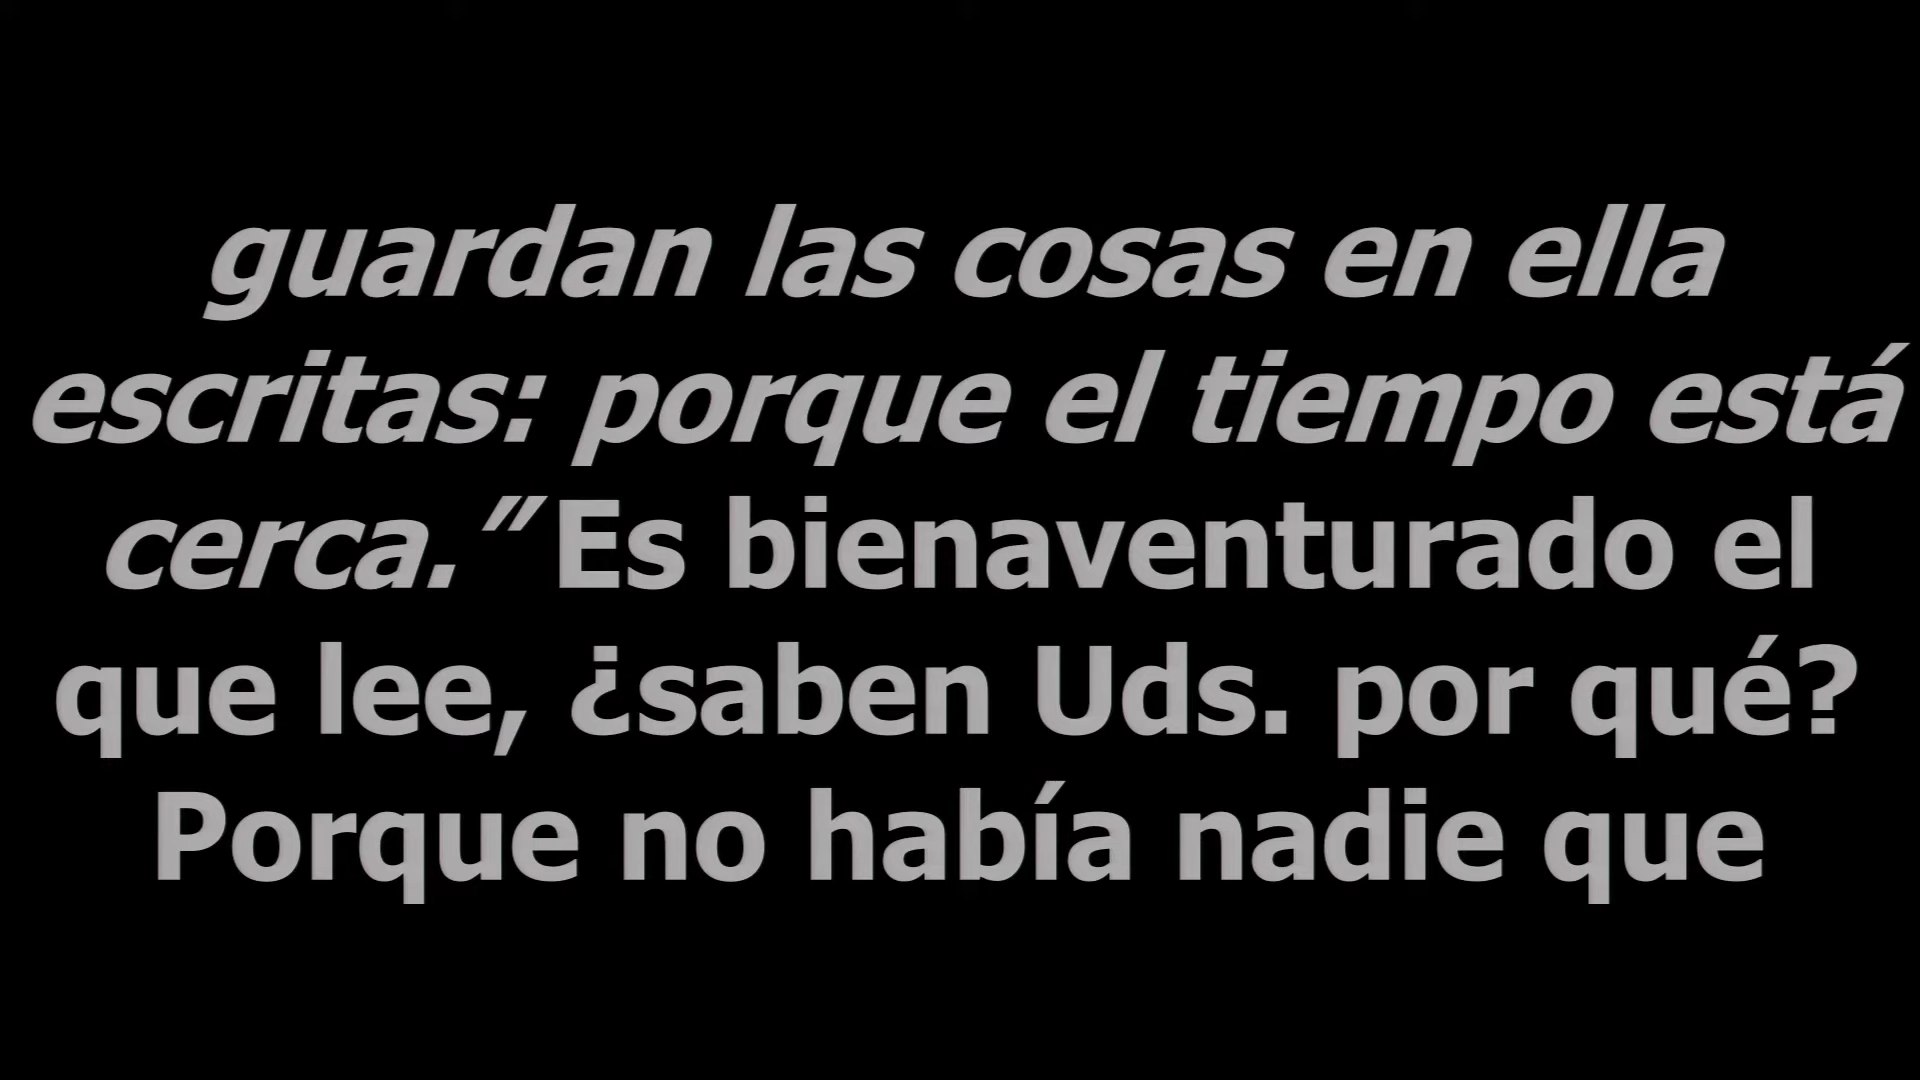 guardan las cosas en ella
escritas: porque el tiempo está
cerca.” Es bienaventurado el
que lee, ¿saben Uds. por qué?
Porque no había nadie que